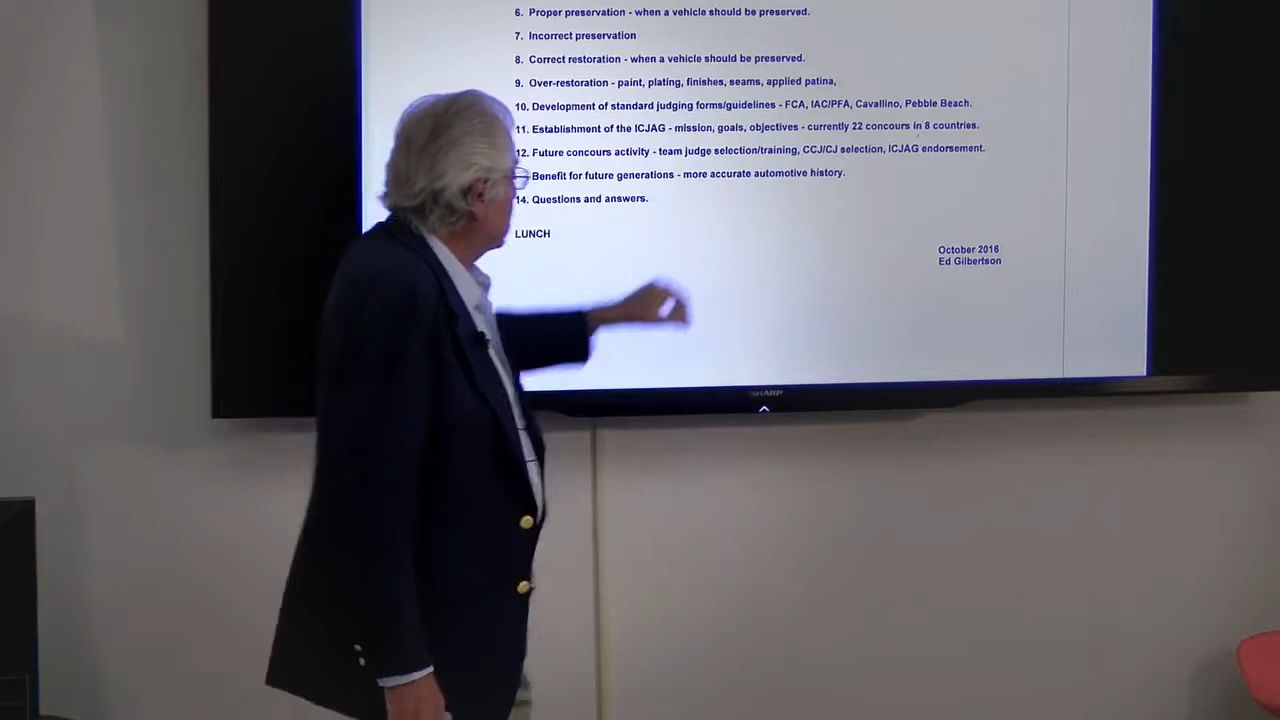 6. Proper preservation - when a vehicle should be preserved.
7. Incorrect preservation
8. Correct restoration - when a vehicle should be preserved.
9. Over-restoration - paint, plating, finishes, seams, applied patina,
10. Development of standard judging forms/guidelines - FCA, IAC/PFA, Cavallino, Pebble Beach.
11. Establishment of the ICJAG - mission, goals, objectives - currently 22 concours in 8 countries.
12. Future concours activity - team judge selection/training, CCJ/CJ selection, ICJAG endorsement.
Benefit for future generations - more accurate automotive history.
14. Questions and answers.
LUNCH
October 2016
Ed Gilbertson
SHARP